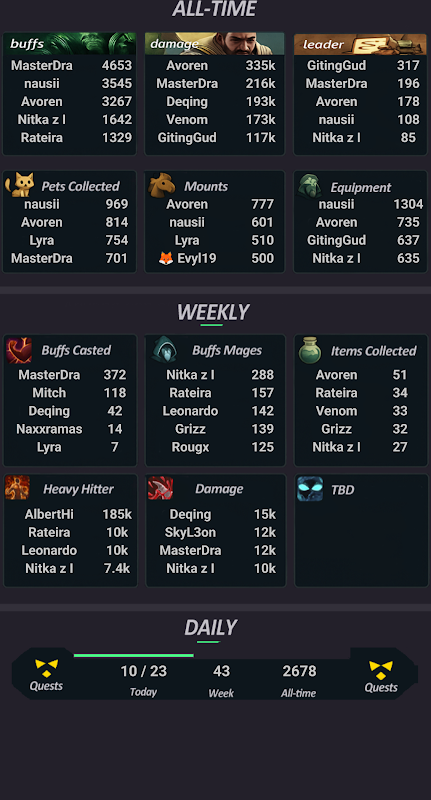 ALL-TIME
buffs
MasterDra 4653
nausii 3545
Avoren 3267
Nitka z l 1642
Rateira 1329
damage
Avoren 335k
MasterDra 216k
Deqing 193k
Venom 173k
GitingGud 117k
leader
GitingGud 317
MasterDra 196
Avoren 178
nausii 108
Nitka z l 85
Pets Collected
nausii 969
Avoren 814
Lyra 754
MasterDra 701
Mounts
Avoren 777
nausii 601
Lyra 510
🦊 Evyl19 500
Equipment
nausii 1304
Avoren 735
GitingGud 637
Nitka z l 635
WEEKLY
Buffs Casted
MasterDra 372
Mitch 118
Deqing 42
Naxxramas 14
Lyra 7
Buffs Mages
Nitka z l 288
Rateira 157
Leonardo 142
Grizz 139
Rougx 125
Items Collected
Avoren 51
Rateira 34
Venom 33
Grizz 32
Nitka z l 27
Heavy Hitter
AlbertHi 185k
Rateira 10k
Leonardo 10k
Nitka z l 7.4k
Damage
Deqing 15k
SkyL3on 12k
MasterDra 12k
Nitka z l 10k
TBD
DAILY
Quests
10 / 23
Today
43
Week
2678
All-time
Quests